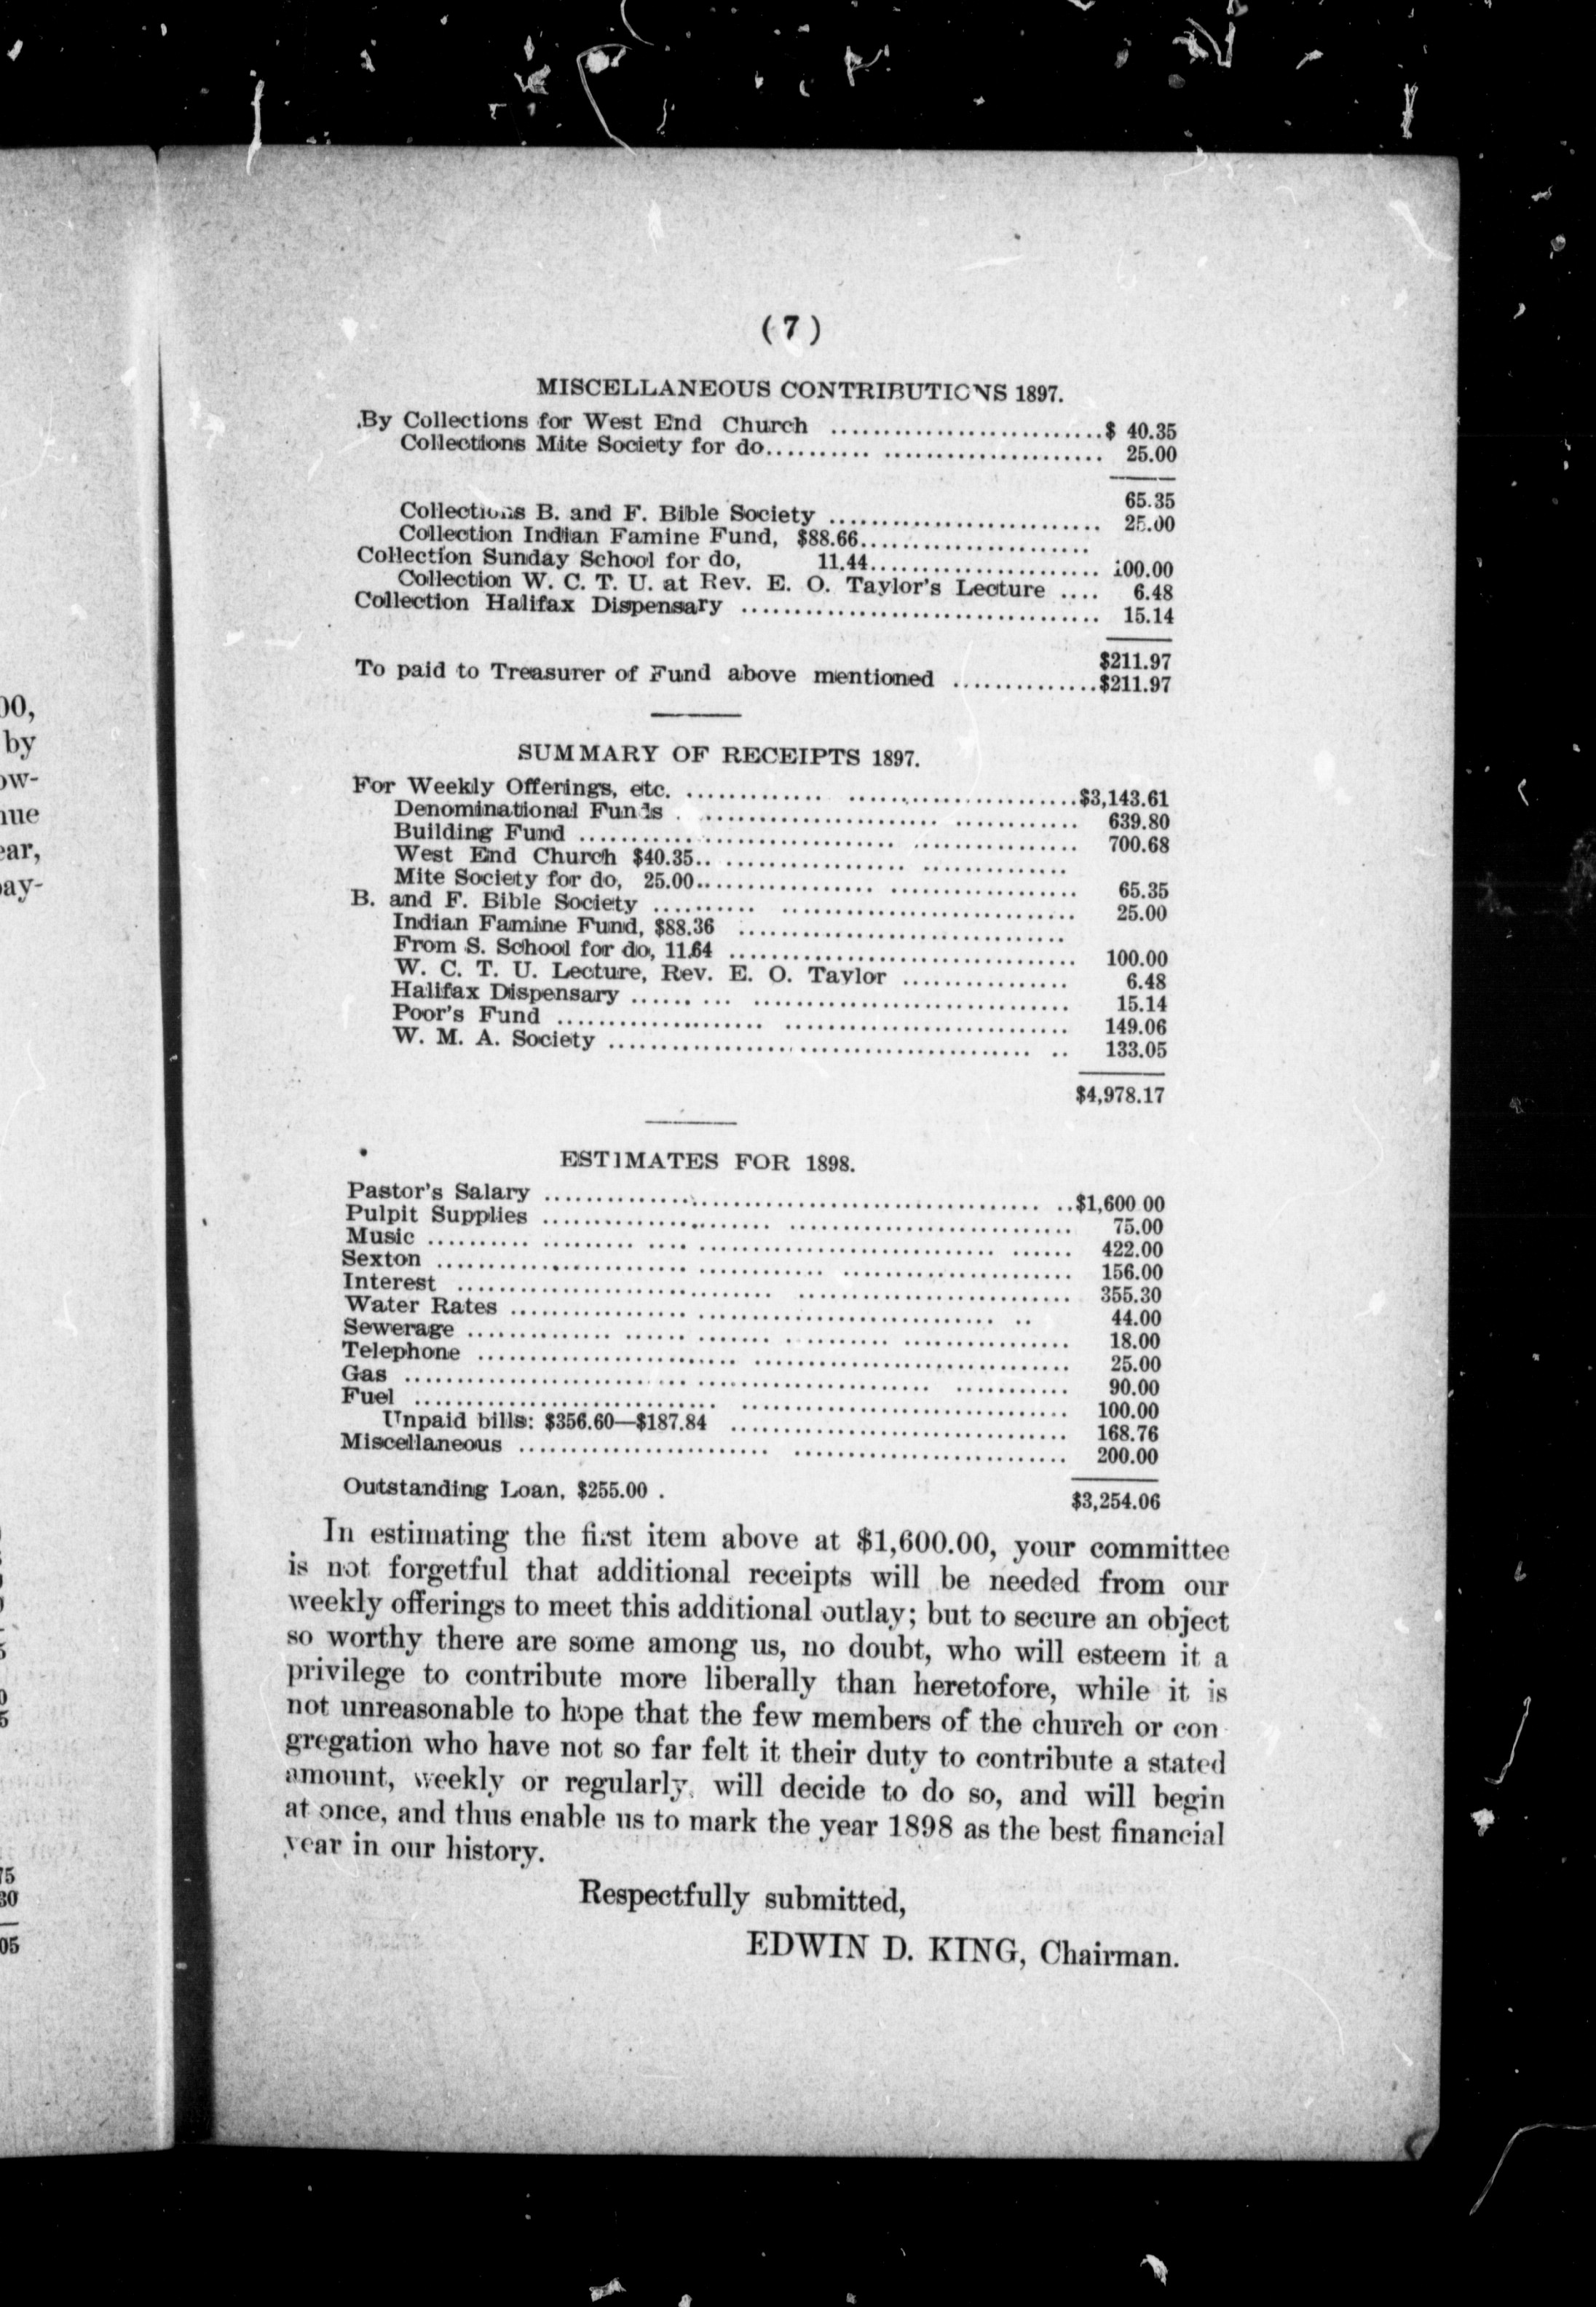 ( 7 )
MISCELLANEOUS CONTRIBUTIONS 1897.
By Collections for West End Church ..........................$ 40.35
Collections Mite Society for do.......... ..................... 25.00
65.35
Collections B. and F. Bible Society .......................... 25.00
Collection Indian Famine Fund, $88.66......................
Collection Sunday School for do, 11.44...................... 100.00
Collection W. C. T. U. at Rev. E. O. Taylor's Lecture .... 6.48
Collection Halifax Dispensary .................................. 15.14
$211.97
To paid to Treasurer of Fund above mentioned ..............$211.97
SUMMARY OF RECEIPTS 1897.
For Weekly Offerings, etc. ............. ......................$3,143.61
Denominational Funds . ...................... ............ 639.80
Building Fund .............................. ................ 700.68
West End Church $40.35.. ................. ..............
Mite Society for do, 25.00.................. .................. 65.35
B. and F. Bible Society .......... ............................ 25.00
Indian Famine Fund, $88.36 ...............................
From S. School for do, 11.64 ................................. 100.00
W. C. T. U. Lecture, Rev. E. O. Taylor ................ 6.48
Halifax Dispensary ...... ... .............................. 15.14
Poor's Fund .................... ........................... 149.06
W. M. A. Society ........................................ .. 133.05
$4,978.17
ESTIMATES FOR 1898.
Pastor's Salary ................................................ ..$1,600 00
Pulpit Supplies ...................... ........................... 75.00
Music .......... ......... .... ............................ ...... 422.00
Sexton ........................ ............ ...................... 156.00
Interest .............................. .......................... 355.30
Water Rates ................. ............................... .. 44.00
Sewerage .............. ...... ....... . ........ ................ 18.00
Telephone ......................... .............................. 25.00
Gas ........................... ...................... ........... 90.00
Fuel ............................. ............................... 100.00
Unpaid bills: $356.60—$187.84 ................................ 168.76
Miscellaneous ........................ .......................... 200.00
Outstanding Loan, $255.00 . $3,254.06
In estimating the first item above at $1,600.00, your committee
is not forgetful that additional receipts will be needed from our
weekly offerings to meet this additional outlay; but to secure an object
so worthy there are some among us, no doubt, who will esteem it a
privilege to contribute more liberally than heretofore, while it is
not unreasonable to hope that the few members of the church or con
gregation who have not so far felt it their duty to contribute a stated
amount, weekly or regularly, will decide to do so, and will begin
at once, and thus enable us to mark the year 1898 as the best financial
year in our history.
Respectfully submitted,
EDWIN D. KING, Chairman.
00,
by
ow-
nue
ear,
pay-
75
30
05